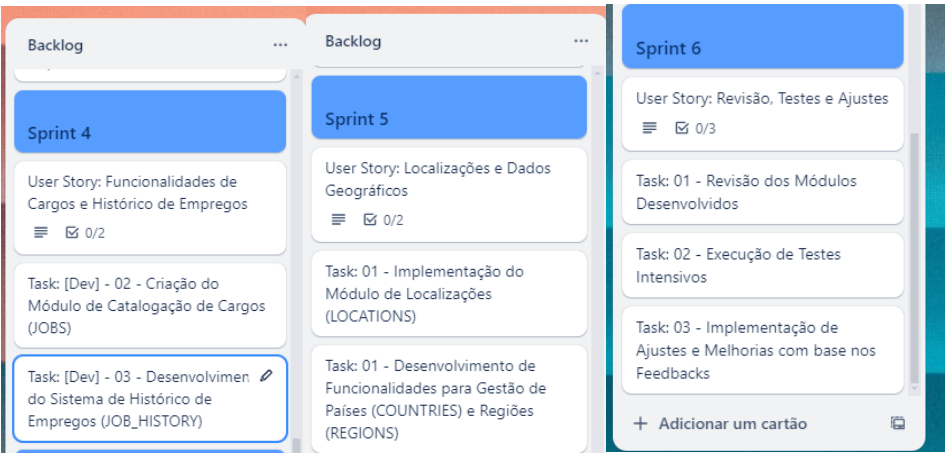 Backlog
Sprint 4
User Story: Funcionalidades de
Cargos e Histórico de Empregos
0/2
Task: [Dev] - 02 - Criação do
Módulo de Catalogação de Cargos
(JOBS)
Task: [Dev] - 03 - Desenvolvimen
do Sistema de Histórico de
Empregos (JOB_HISTORY)
Backlog
Sprint 5
User Story: Localizações e Dados
Geográficos
0/2
Task: 01 - Implementação do
Módulo de Localizações
(LOCATIONS)
Task: 01 - Desenvolvimento de
Funcionalidades para Gestão de
Países (COUNTRIES) e Regiões
(REGIONS)
Sprint 6
User Story: Revisão, Testes e Ajustes
0/3
Task: 01 - Revisão dos Módulos
Desenvolvidos
Task: 02 - Execução de Testes
Intensivos
Task: 03 - Implementação de
Ajustes e Melhorias com base nos
Feedbacks
+ Adicionar um cartão